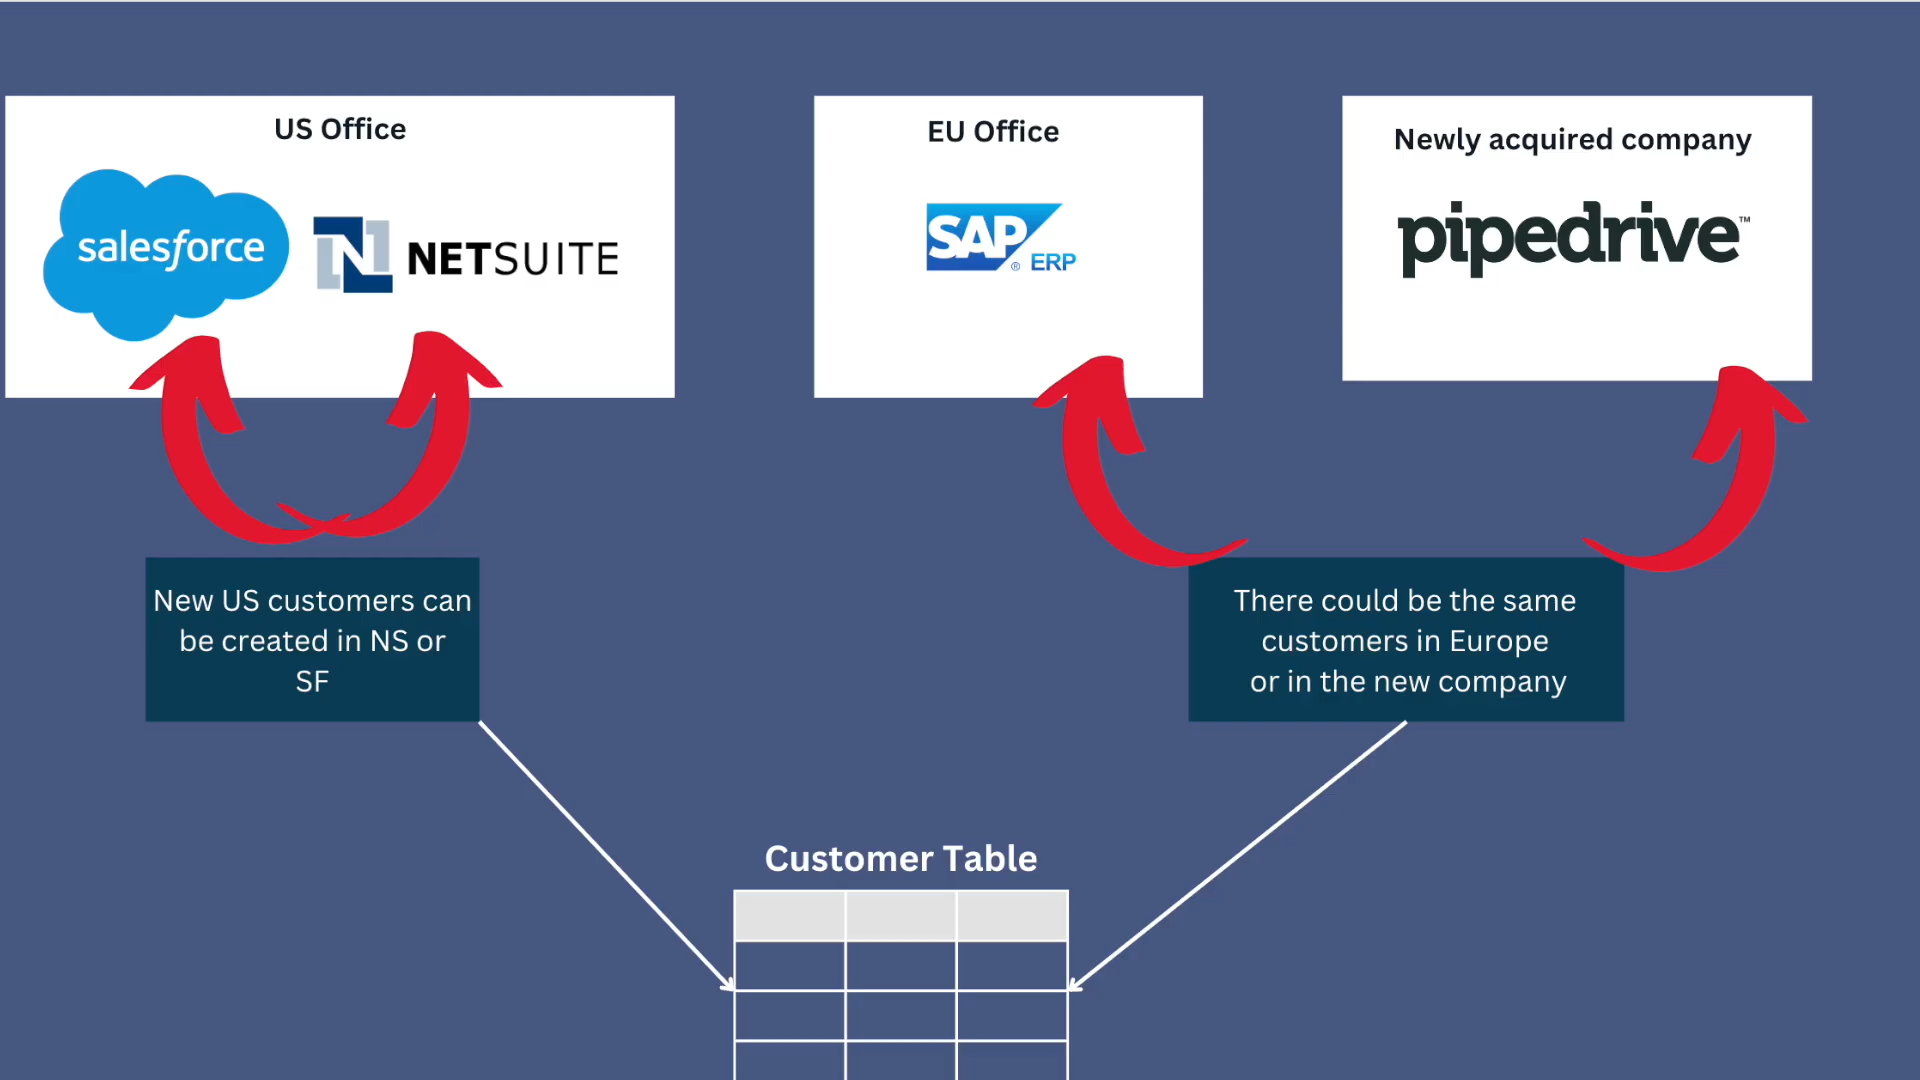 US Office
salesforce
NETSUITE
EU Office
SAP
® ERP
Newly acquired company
pipedrive™
New US customers can
be created in NS or
SF
There could be the same
customers in Europe
or in the new company
Customer Table